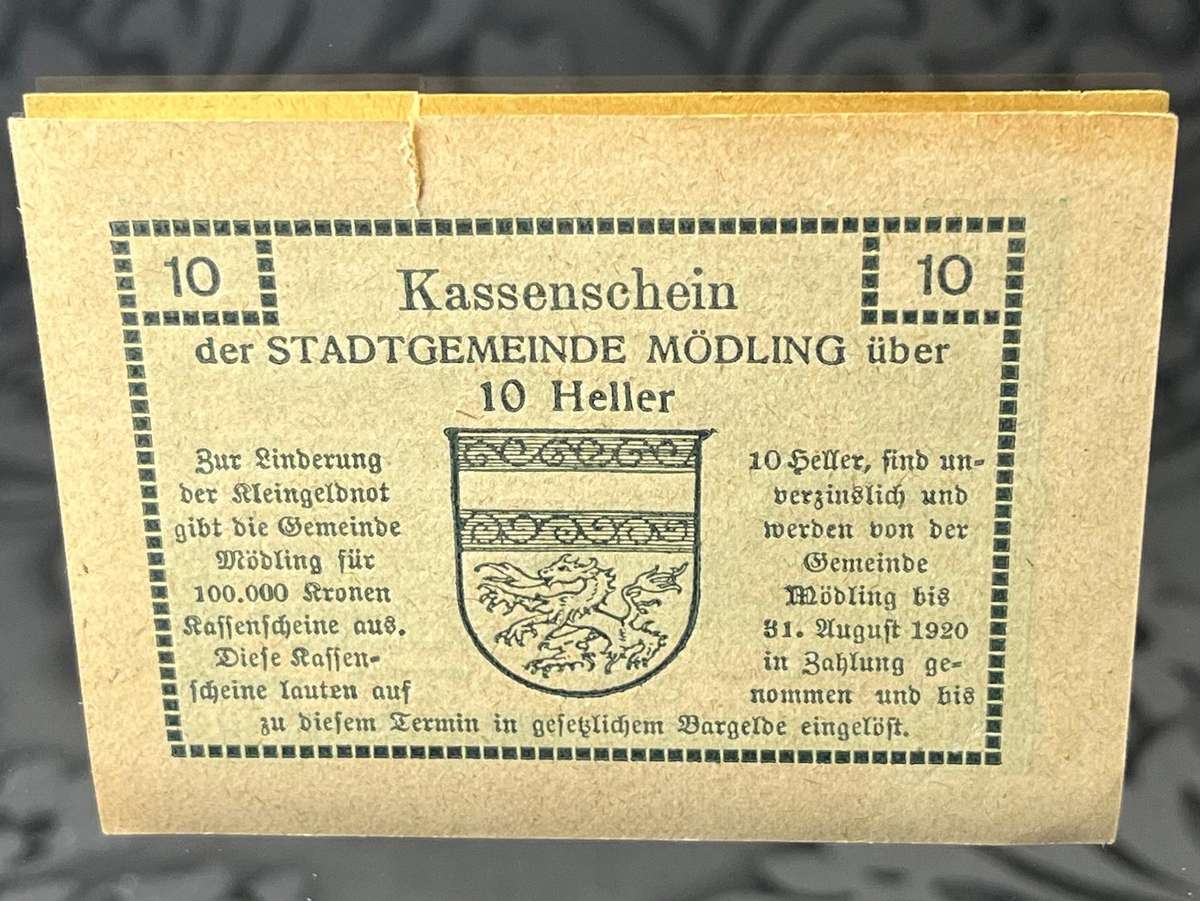 10
10
Kassenschein
der STADTGEMEINDE MÖDLING über
10 Heller
Zur Linderung
der Kleingeldnot
gibt die Gemeinde
Mödling für
100.000 Kronen
Kassenscheine aus.
Diese Kassen-
scheine lauten auf
10 Heller, sind un-
verzinslich und
werden von der
Gemeinde
Mödling bis
31. August 1920
in Zahlung ge-
nommen und bis
zu diesem Termin in gesetzlichem Bargelde eingelöst.